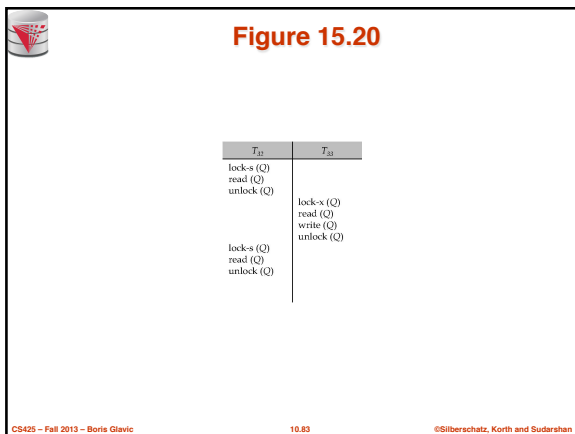 Figure 15.20
T32 T33
lock-s (Q)
read (Q)
unlock (Q)
lock-x (Q)
read (Q)
write (Q)
unlock (Q)
lock-s (Q)
read (Q)
unlock (Q)
CS425 – Fall 2013 – Boris Glavic 10.83 ©Silberschatz, Korth and Sudarshan